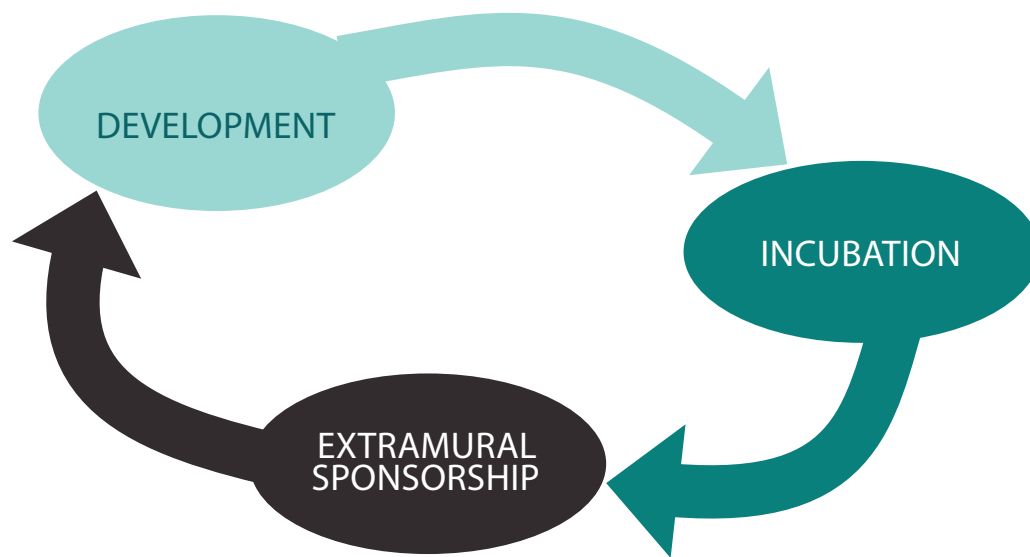 DEVELOPMENT
INCUBATION
EXTRAMURAL
SPONSORSHIP